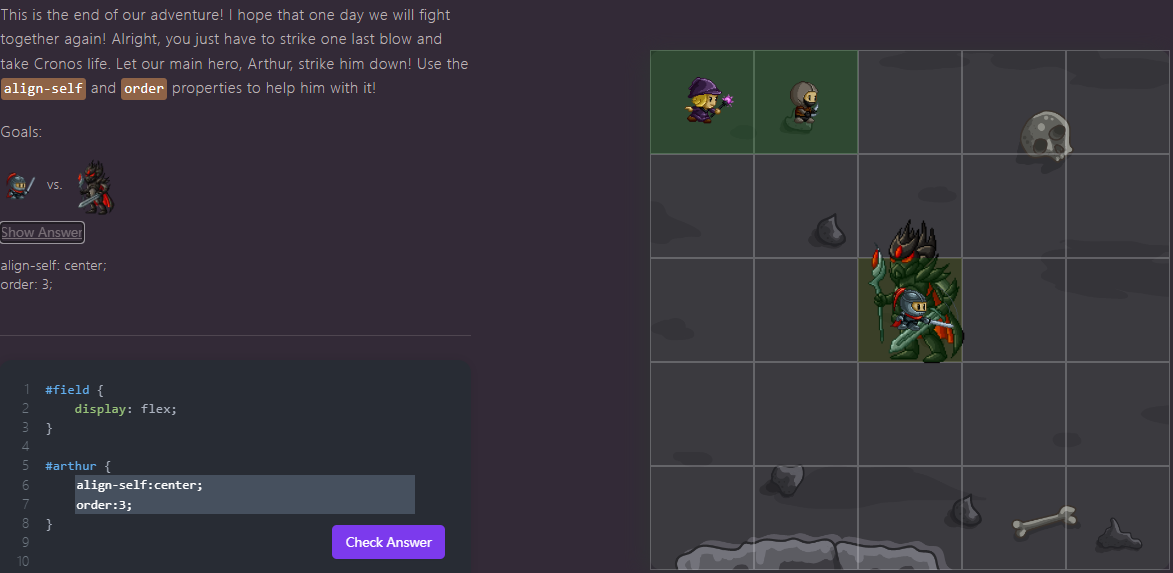 This is the end of our adventure! I hope that one day we will fight
together again! Alright, you just have to strike one last blow and
take Cronos life. Let our main hero, Arthur, strike him down! Use the
align-self and order properties to help him with it!
Goals:
vs.
Show Answer
align-self: center;
order: 3;
1 #field {
2 display: flex;
3 }
4
5 #arthur {
6 align-self:center;
7 order:3;
8 }
9
10
Check Answer